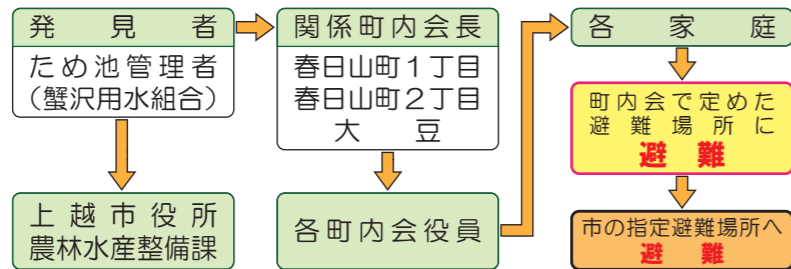 発見者
ため池管理者
（蟹沢用水組合）
上越市役所
農林水産整備課
関係町内会長
春日山町１丁目
春日山町２丁目
大豆
各町内会役員
各家庭
町内会で定めた
避難場所に
避難
市の指定避難場所へ
避難